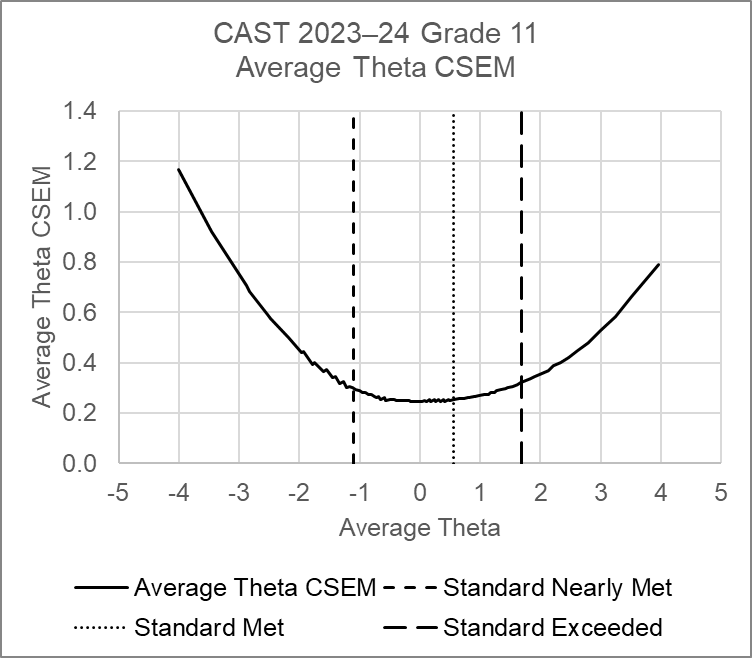 CAST 2023–24 Grade 11
Average Theta CSEM
Average Theta CSEM
1.4
1.2
1.0
0.8
0.6
0.4
0.2
0.0
-5 -4 -3 -2 -1 0 1 2 3 4 5
Average Theta
Average Theta CSEM Standard Nearly Met
Standard Met Standard Exceeded